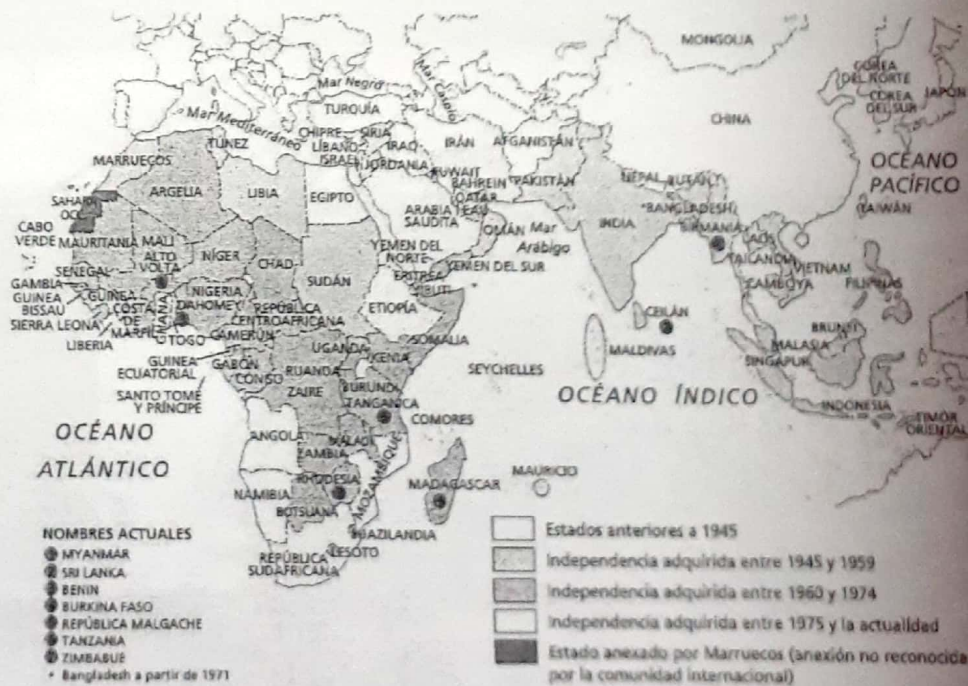 MONGOLIA
COREA
DEL NORTE
COREA
DEL SUR
JAPÓN
Mar Negro
Mar Caspio
TURQUÍA
CHINA
Mar Mediterráneo
CHIPRE
SIRIA
LÍBANO
ISRAEL
IRAQ
IRÁN
AFGANISTÁN
JORDANIA
KUWAIT
TÚNEZ
MARRUECOS
OCÉANO
PACÍFICO
BAHREIN
PAKISTÁN
NEPAL
QATAR
ARGELIA
LIBIA
EGIPTO
SAHARA
OCC.
ARABIA
SAUDITA
EAU
OMÁN
Mar
Arábigo
INDIA
*BANGLADESH
BIRMANIA
TAIWÁN
LAOS
TAILANDIA
VIETNAM
CAMBOYA
FILIPINAS
CABO
VERDE
MAURITANIA
MALI
NÍGER
CHAD
SUDÁN
YEMEN DEL
NORTE
YEMEN DEL SUR
ERITREA
ETIOPÍA
SENEGAL
ALTO
VOLTA
GAMBIA
GUINEA
BISSAU
GUINEA
SIERRA LEONA
LIBERIA
COSTA
DE
MARFIL
GHANA
TOGO
NIGERIA
DAHOMEY
REPÚBLICA
CENTROAFRICANA
CAMERÚN
SOMALIA
CEILÁN
MALDIVAS
BRUNEI
MALASIA
SINGAPUR
GUINEA
ECUATORIAL
GABÓN
CONGO
UGANDA
KENIA
RUANDA
BURUNDI
ZAIRE
SEYCHELLES
SANTO TOMÉ
Y PRÍNCIPE
TANGANICA
COMORES
OCÉANO ÍNDICO
INDONESIA
TIMOR
ORIENTAL
OCÉANO
ATLÁNTICO
ANGOLA
ZAMBIA
MALAUI
MOZAMBIQUE
RHODESIA
MADAGASCAR
MAURICIO
NAMIBIA
BOTSUANA
SUAZILANDIA
LESOTO
REPÚBLICA
SUDAFRICANA
NOMBRES ACTUALES
MYANMAR
SRI LANKA
BENIN
BURKINA FASO
REPÚBLICA MALGACHE
TANZANIA
ZIMBABUE
* Bangladesh a partir de 1971
Estados anteriores a 1945
Independencia adquirida entre 1945 y 1959
Independencia adquirida entre 1960 y 1974
Independencia adquirida entre 1975 y la actualidad
Estado anexado por Marruecos (anexión no reconocida
por la comunidad internacional)